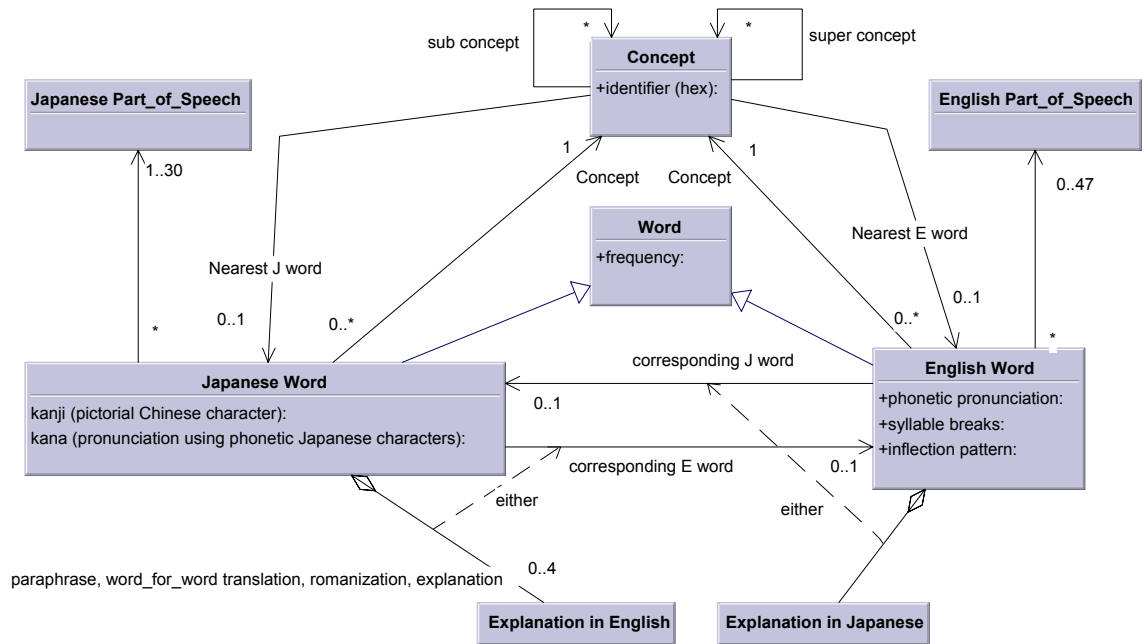 *
*
sub concept
super concept
Concept
+identifier (hex):
Japanese Part_of_Speech
English Part_of_Speech
1..30
1
1
0..47
Concept
Concept
Word
+frequency:
Nearest J word
Nearest E word
0..1
0..*
0..*
0..1
*
*
Japanese Word
kanji (pictorial Chinese character):
kana (pronunciation using phonetic Japanese characters):
corresponding J word
0..1
English Word
+phonetic pronunciation:
+syllable breaks:
+inflection pattern:
corresponding E word
0..1
either
either
paraphrase, word_for_word translation, romanization, explanation
0..4
Explanation in English
Explanation in Japanese